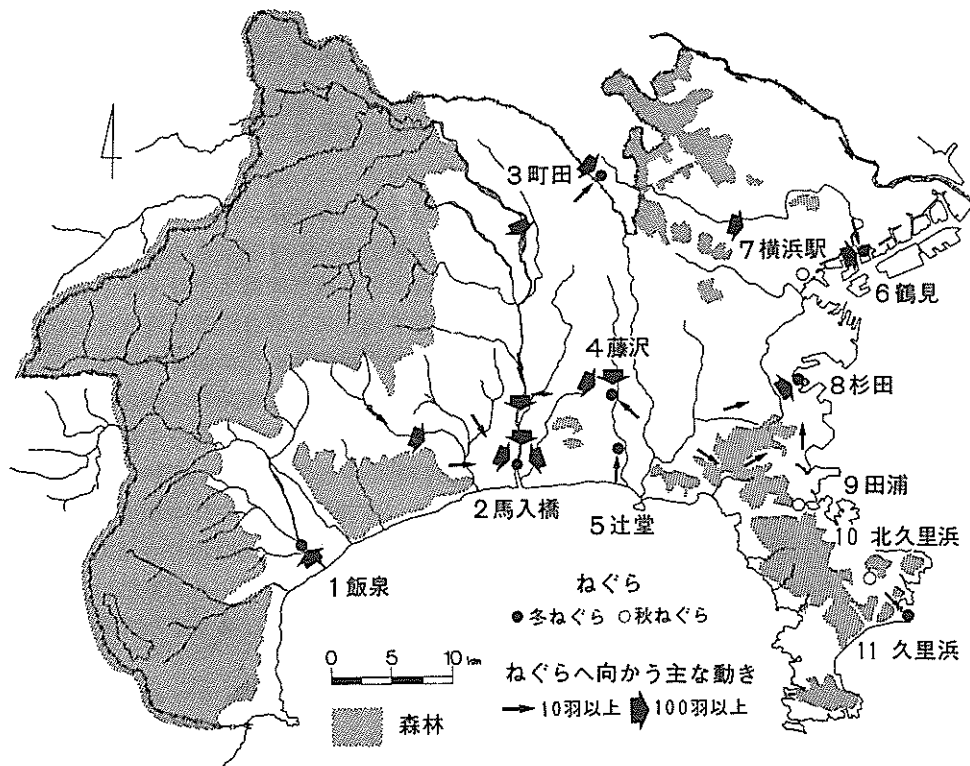 3町田
7横浜駅
6鶴見
4藤沢
8杉田
9田浦
2馬入橋
5辻堂
10 北久里浜
1飯泉
11 久里浜
ねぐら
●冬ねぐら ○秋ねぐら
0 5 10 km
ねぐらへ向かう主な動き
10羽以上 100羽以上
森林